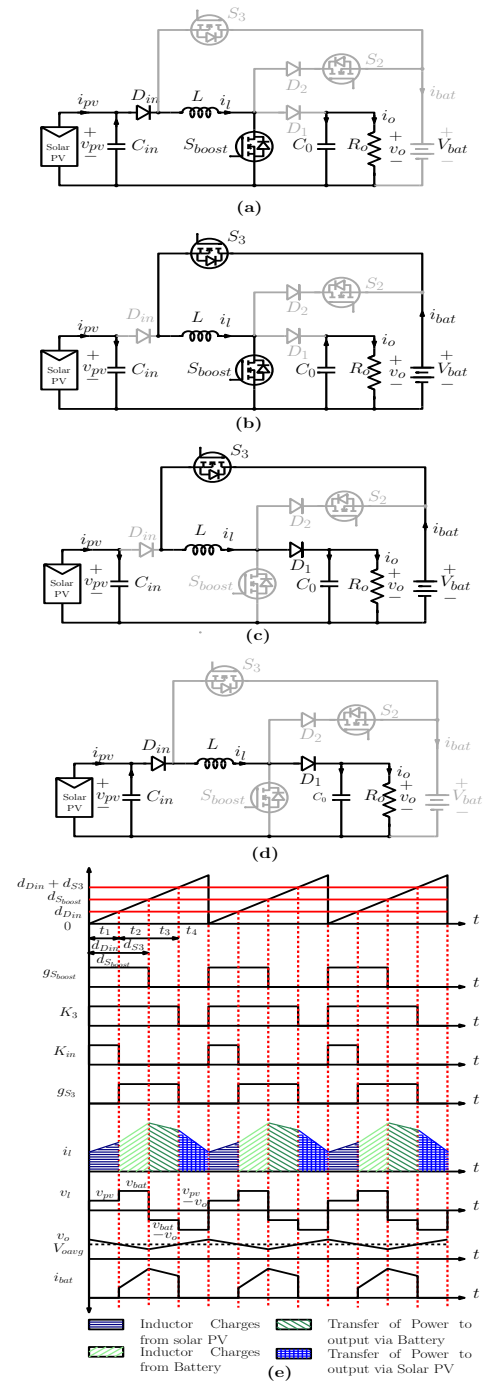 S3
D2
S2
ipv
Din
L
il
ibat
Solar
PV
+
vpv
−
Cin
Sboost
D1
C0
io
Ro
+
vo
−
+
Vbat
−
(a)
S3
D2
S2
ipv
Din
L
il
ibat
Solar
PV
+
vpv
−
Cin
Sboost
D1
C0
io
Ro
+
vo
−
+
Vbat
−
(b)
S3
D2
S2
ipv
Din
L
il
ibat
Solar
PV
+
vpv
−
Cin
Sboost
D1
C0
io
Ro
+
vo
−
+
Vbat
−
(c)
S3
D2
S2
ipv
Din
L
il
ibat
Solar
PV
+
vpv
−
Cin
Sboost
D1
C0
io
Ro
+
vo
−
+
Vbat
−
(d)
dDin + dS3
dSboost
dDin
0
t
t1 t2 t3 t4
dDin dS3
dSboost
gSboost
t
K3
t
Kin
t
gS3
t
il
t
vl
vpv
vbat
vbat
−vo
vpv
−vo
t
vo
Voavg
t
ibat
t
Inductor Charges
from solar PV
Transfer of Power to
output via Battery
Inductor Charges
from Battery
Transfer of Power to
output via Solar PV
(e)